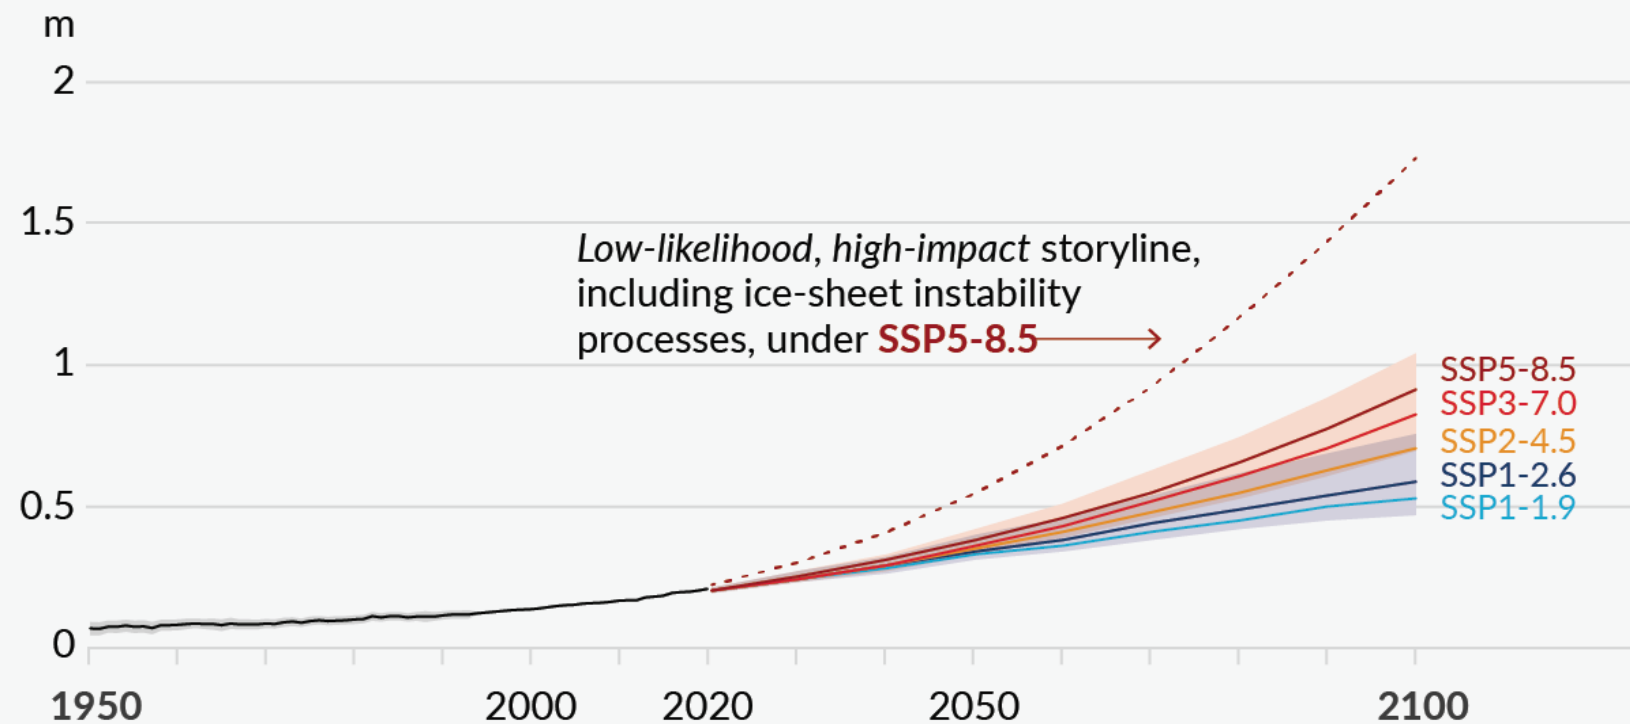 m
2
1.5
Low-likelihood, high-impact storyline,
including ice-sheet instability
processes, under SSP5-8.5
1
SSP5-8.5
SSP3-7.0
SSP2-4.5
SSP1-2.6
0.5
SSP1-1.9
0
1950 2000 2020 2050 2100